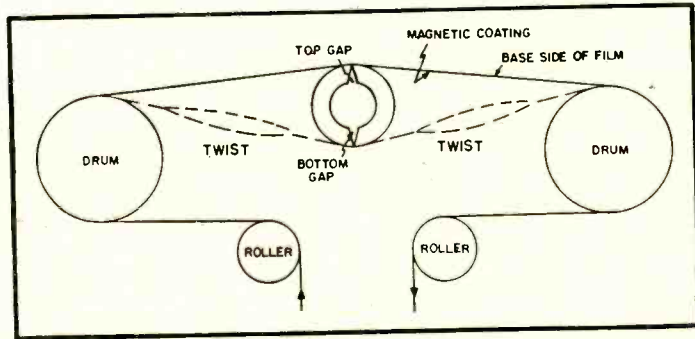 MAGNETIC COATING
TOP GAP
BASE SIDE OF FILM
TWIST
BOTTOM
GAP
TWIST
DRUM
DRUM
ROLLER
ROLLER